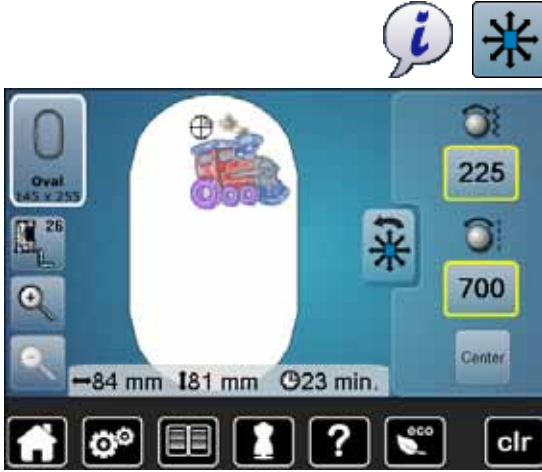 i
Oval
145 x 255
26
225
700
Center
84 mm 81 mm 23 min.
?
eco
clr